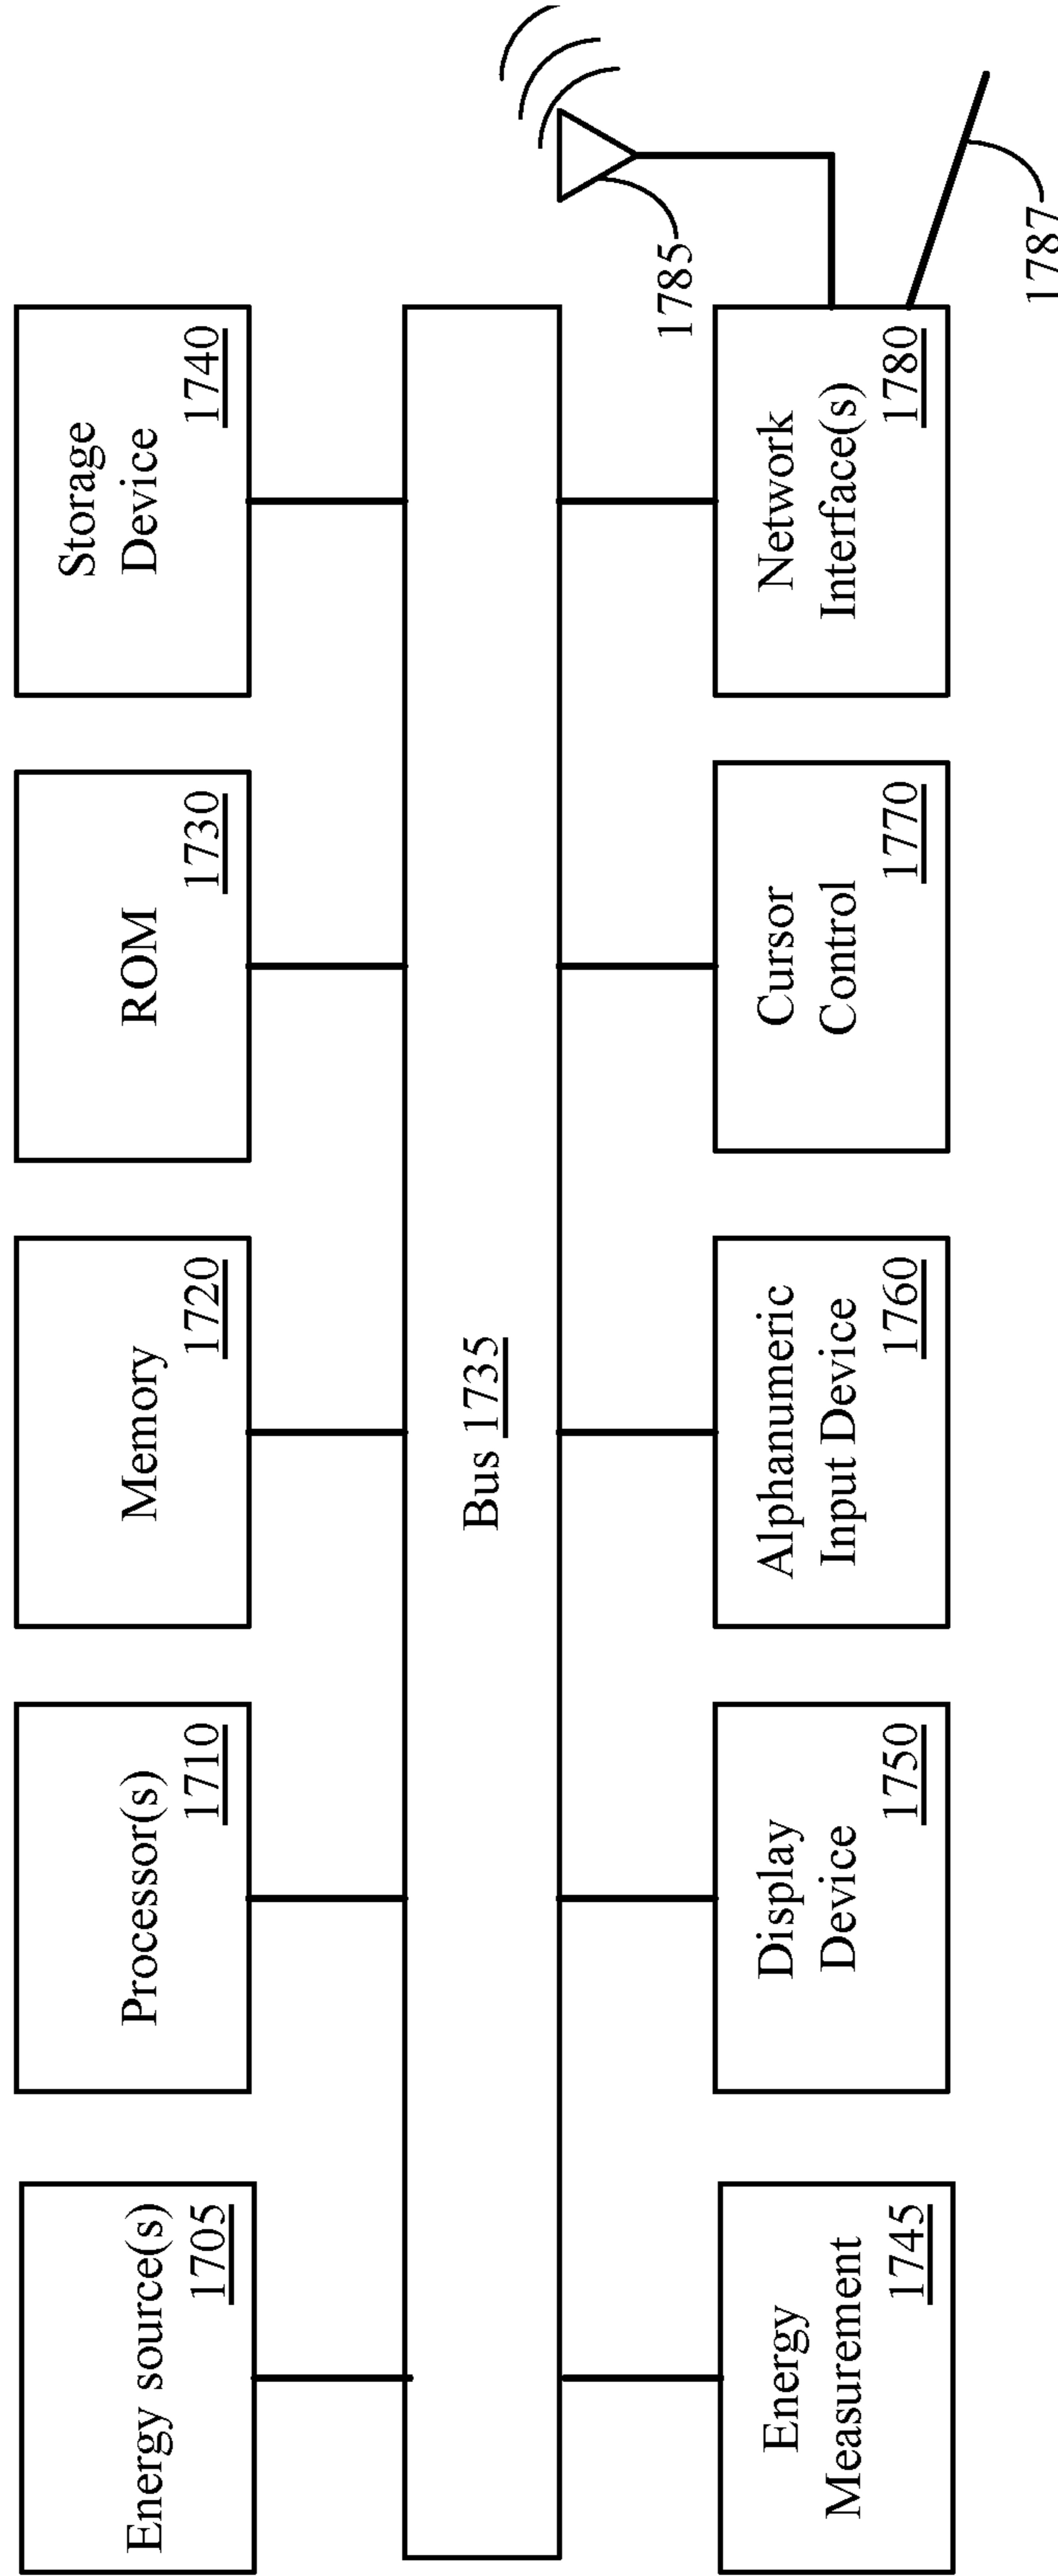 Energy source(s)
1705
Processor(s)
1710
Memory
1720
ROM
1730
Storage
Device
1740
Bus 1735
Energy
Measurement
1745
Display
Device
1750
Alphanumeric
Input Device
1760
Cursor
Control
1770
Network
Interface(s)
1780
1785
1787